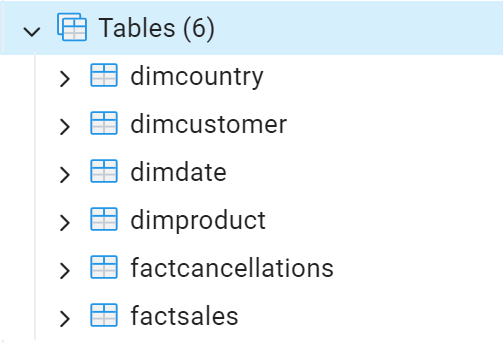 Tables (6)
dimcountry
dimcustomer
dimdate
dimproduct
factcancellations
factsales